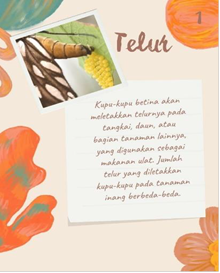 1
Telur
Kupu-kupu betina akan
meletakkan telurnya pada
tangkai, daun, atau
bagian tanaman lainnya,
yang digunakan sebagai
makanan ulat. Jumlah
telur yang diletakkan
kupu-kupu pada tanaman
inang berbeda-beda.